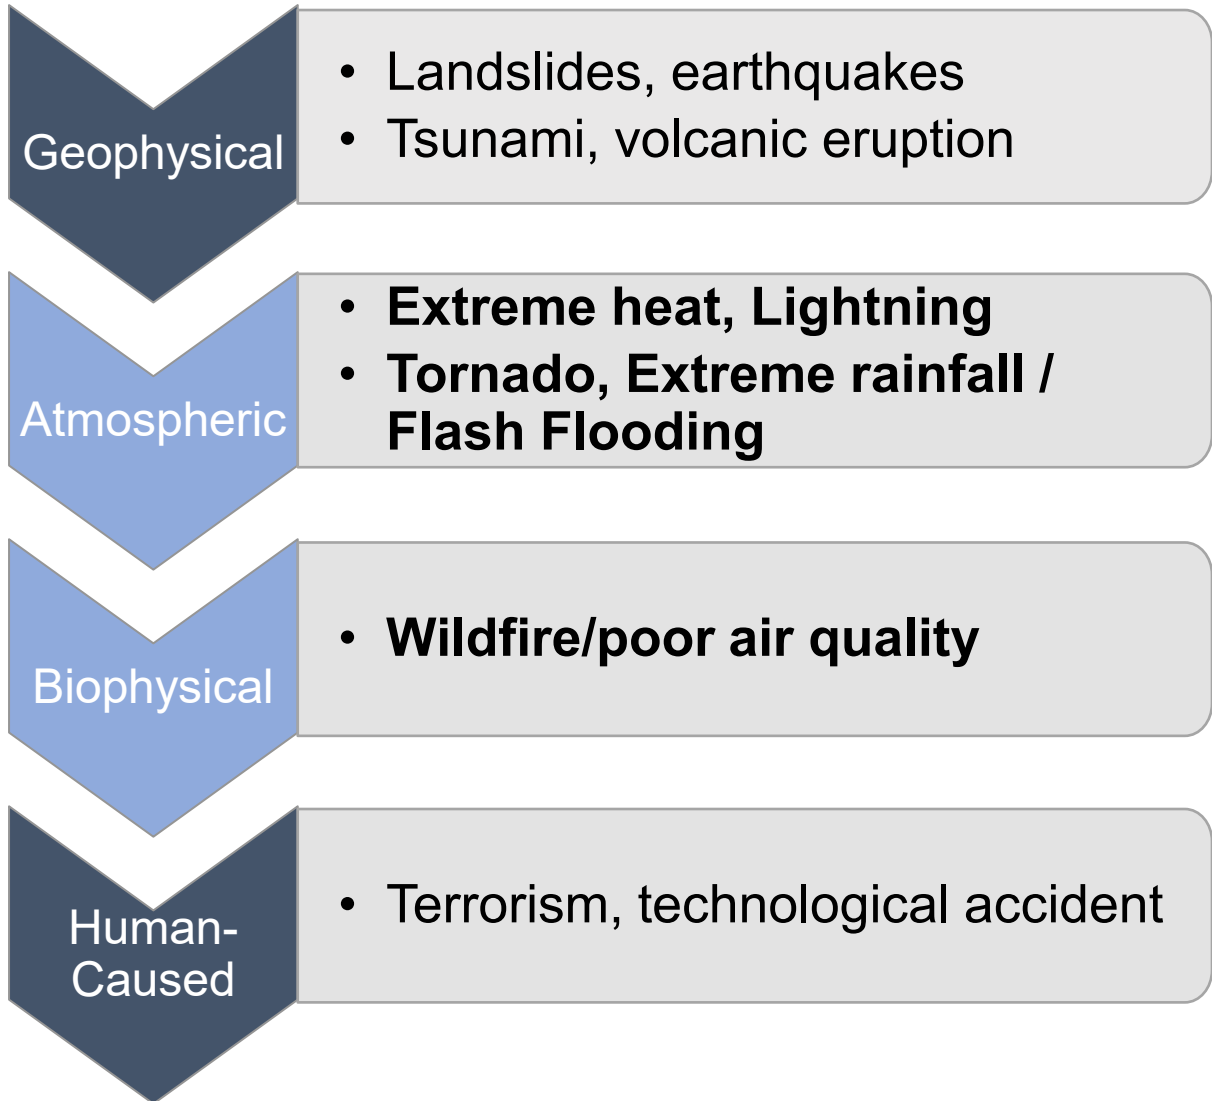 Geophysical
• Landslides, earthquakes
• Tsunami, volcanic eruption
Atmospheric
• Extreme heat, Lightning
• Tornado, Extreme rainfall /
Flash Flooding
Biophysical
• Wildfire/poor air quality
Human-
Caused
• Terrorism, technological accident